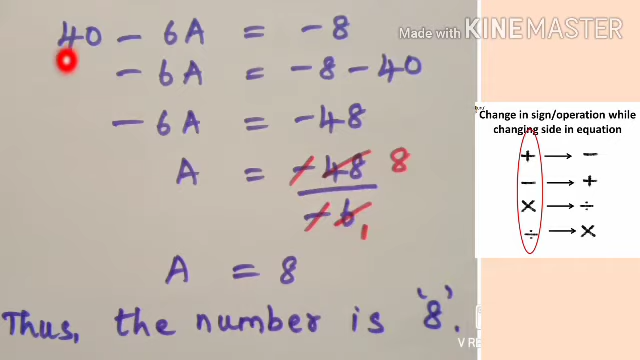 Made with KINEMASTER
40 - 6A = -8
- 6A = -8 - 40
- 6A = -48
A = -48 8
-6 1
A = 8
Thus, the number is '8'.
Change in sign/operation while
changing side in equation
+ → -
- → +
× → ÷
÷ → ×